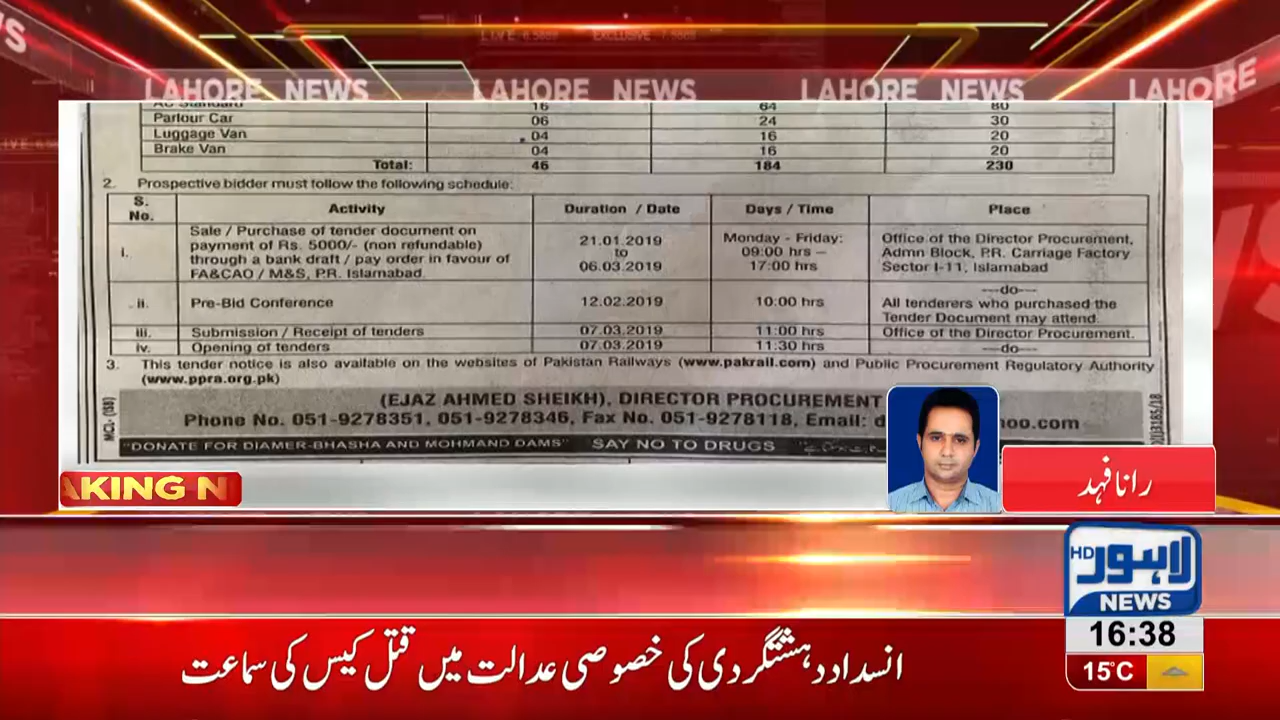 LIVE
EXCLUSIVE
LAHORE NEWS
LAHORE NEWS
LAHORE NEWS
LAHORE
AC Standard 16 64 80
Parlour Car 06 24 30
Luggage Van 04 16 20
Brake Van 04 16 20
Total: 46 184 230
2. Prospective bidder must follow the following schedule:
S. No. Activity Duration / Date Days / Time Place
i. Sale / Purchase of tender document on payment of Rs. 5000/- (non refundable) through a bank draft / pay order in favour of FA&CAO / M&S, P.R. Islamabad. 21.01.2019 to 06.03.2019 Monday - Friday: 09:00 hrs – 17:00 hrs Office of the Director Procurement, Admn Block, P.R. Carriage Factory Sector I-11, Islamabad
ii. Pre-Bid Conference 12.02.2019 10:00 hrs ----do---- All tenderers who purchased the Tender Document may attend.
iii. Submission / Receipt of tenders 07.03.2019 11:00 hrs Office of the Director Procurement.
iv. Opening of tenders 07.03.2019 11:30 hrs ----do----
3. This tender notice is also available on the websites of Pakistan Railways (www.pakrail.com) and Public Procurement Regulatory Authority
(www.ppra.org.pk)
(EJAZ AHMED SHEIKH), DIRECTOR PROCUREMENT
Phone No. 051-9278351, 051-9278346, Fax No. 051-9278118, Email: d hoo.com
"DONATE FOR DIAMER-BHASHA AND MOHMAND DAMS" SAY NO TO DRUGS
MCL- (ISB)
AKING N
رانا فہد
HD لاہور
NEWS
16:38
15°C
انسداد دہشتگردی کی خصوصی عدالت میں قتل کیس کی سماعت